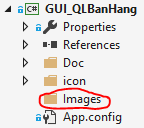 GUI_QLBanHang
Properties
References
Doc
icon
Images
App.config